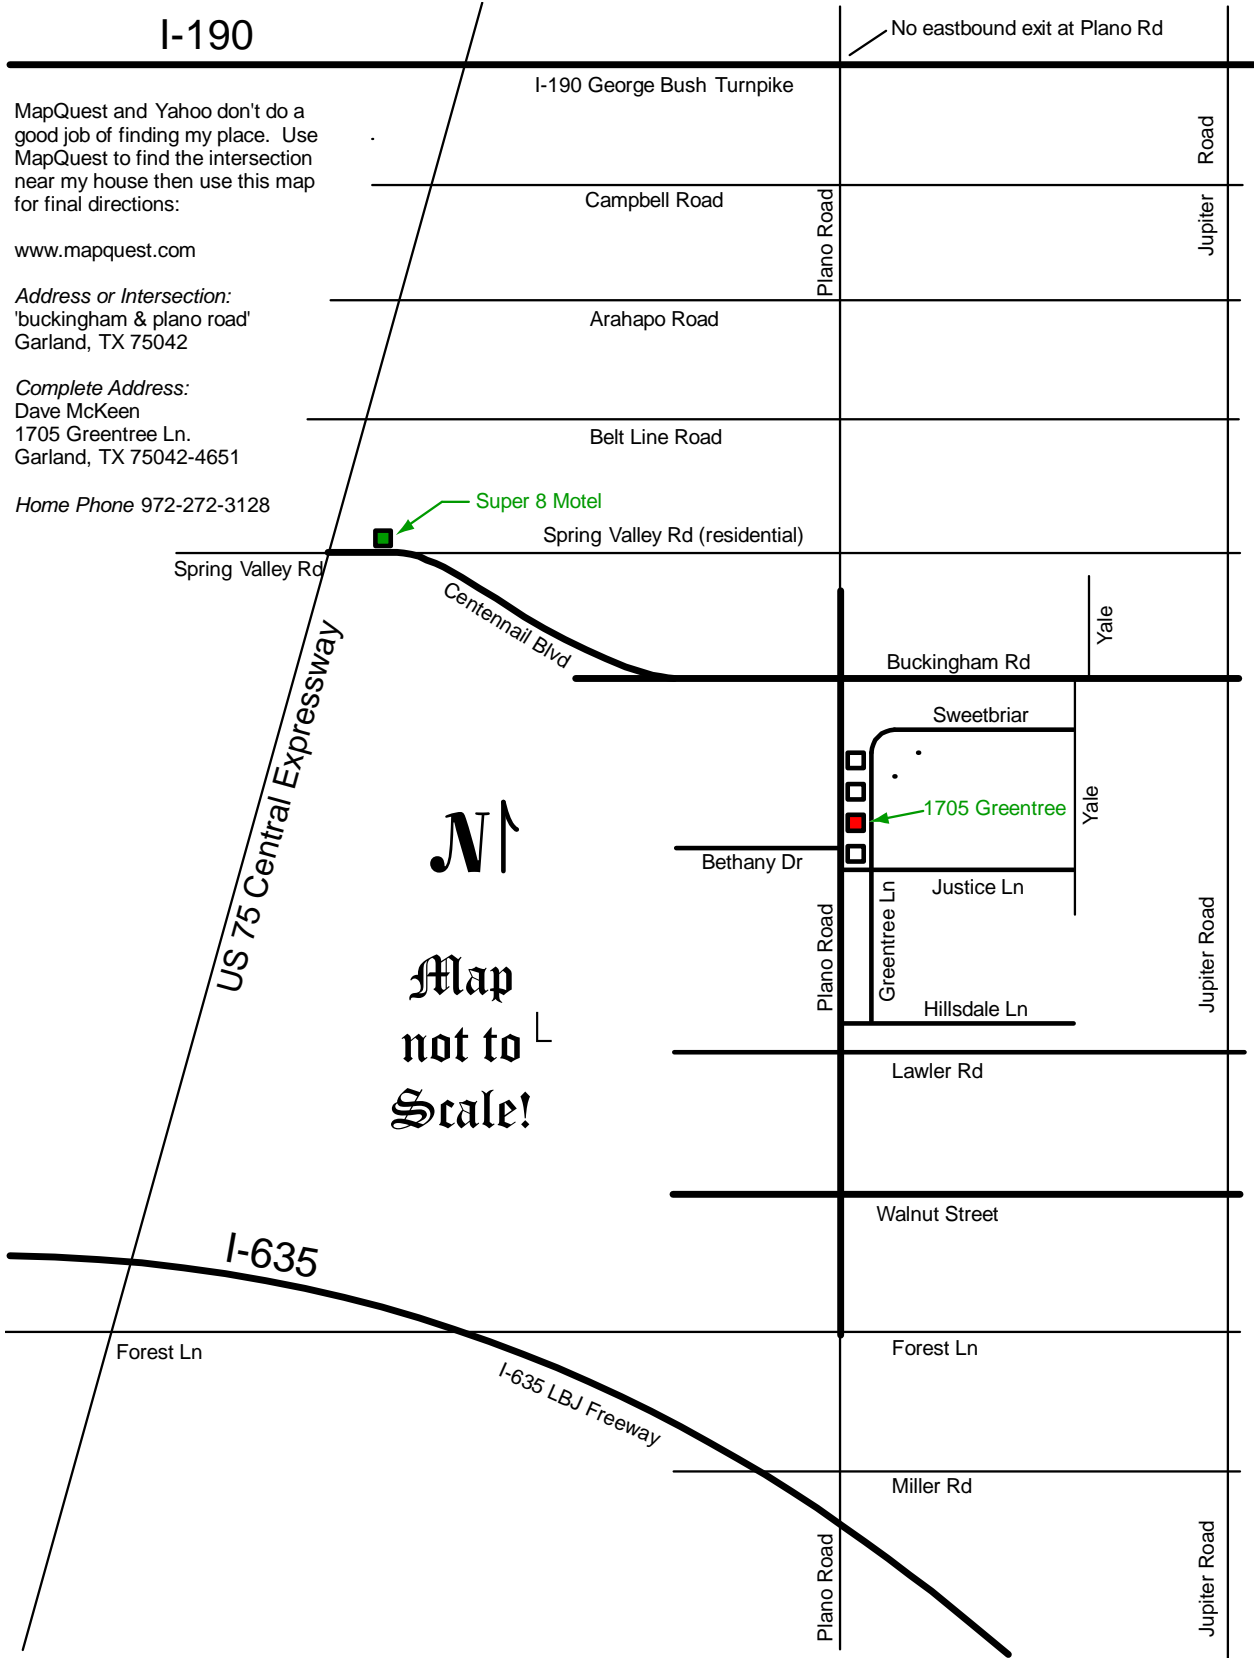 I-190
No eastbound exit at Plano Rd
I-190 George Bush Turnpike
MapQuest and Yahoo don't do a
good job of finding my place.  Use
MapQuest to find the intersection
near my house then use this map
for final directions:
www.mapquest.com
Address or Intersection:
'buckingham & plano road'
Garland, TX 75042
Complete Address:
Dave McKeen
1705 Greentree Ln.
Garland, TX 75042-4651
Home Phone 972-272-3128
Jupiter Road
Campbell Road
Plano Road
Arahapo Road
Belt Line Road
Super 8 Motel
Spring Valley Rd (residential)
Spring Valley Rd
Centennail Blvd
Yale
Buckingham Rd
US 75 Central Expressway
Sweetbriar
1705 Greentree
Yale
N
Bethany Dr
Justice Ln
Plano Road
Greentree Ln
Jupiter Road
Map
not to
Scale!
Hillsdale Ln
Lawler Rd
Walnut Street
I-635
Forest Ln
Forest Ln
I-635 LBJ Freeway
Miller Rd
Plano Road
Jupiter Road